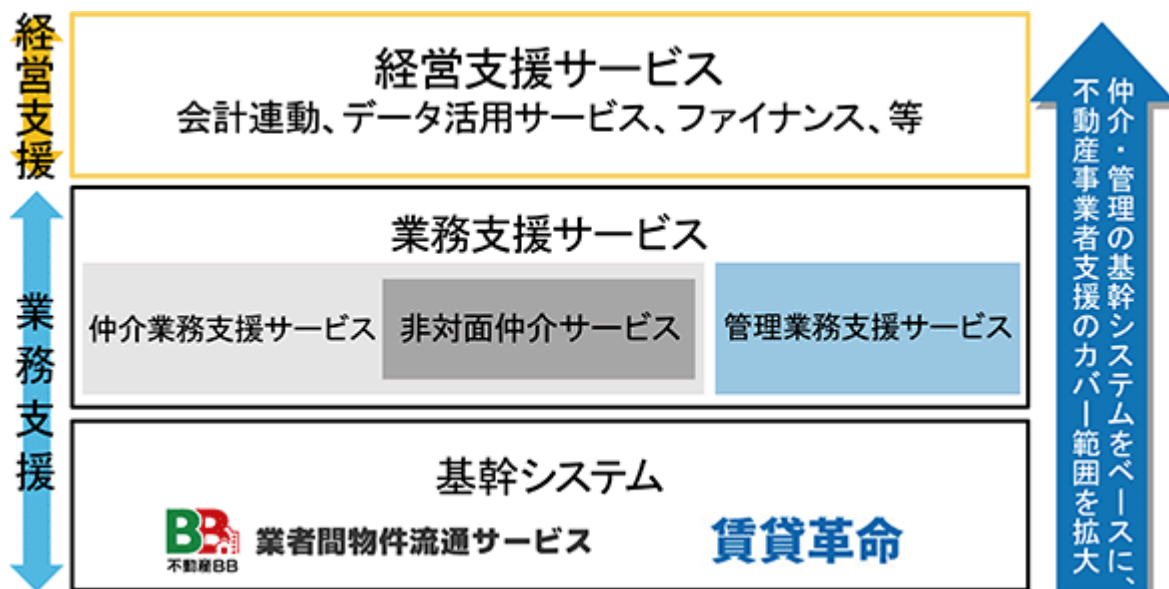 経営支援
経営支援サービス
会計連動、データ活用サービス、ファイナンス、等
業務支援
業務支援サービス
仲介業務支援サービス
非対面仲介サービス
管理業務支援サービス
基幹システム
BB
不動産BB
業者間物件流通サービス
賃貸革命
仲介・管理の基幹システムをベースに、
不動産事業者支援のカバー範囲を拡大